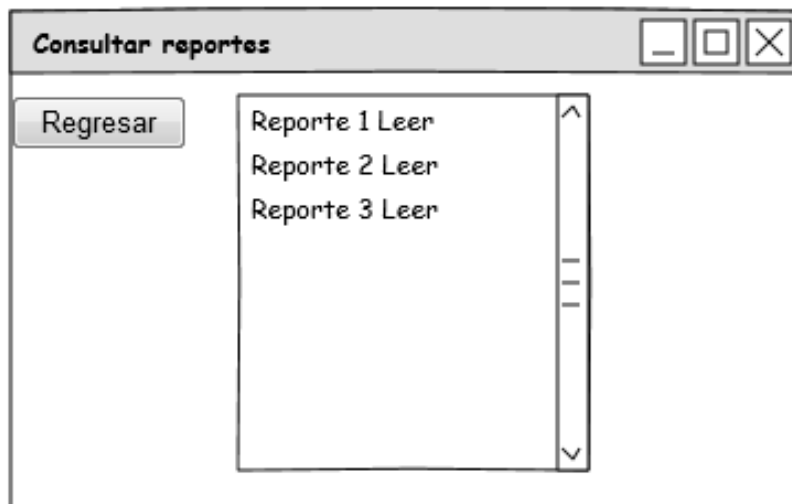 Consultar reportes
Regresar
Reporte 1 Leer
Reporte 2 Leer
Reporte 3 Leer